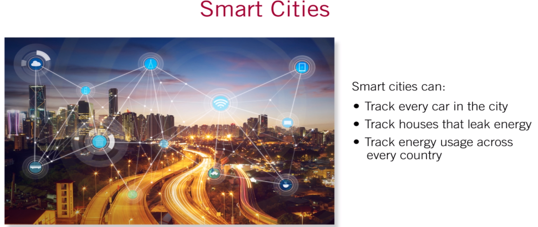 Smart Cities
Smart cities can:
• Track every car in the city
• Track houses that leak energy
• Track energy usage across
every country